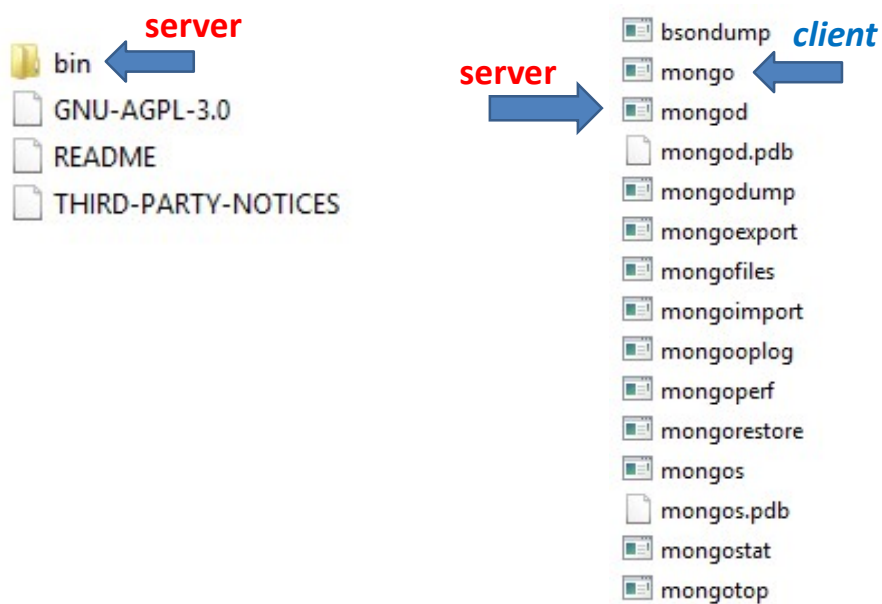 server
bin
GNU-AGPL-3.0
README
THIRD-PARTY-NOTICES
bsondump
client
mongo
server
mongod
mongod.pdb
mongodump
mongoexport
mongofiles
mongoimport
mongooplog
mongoperf
mongorestore
mongos
mongos.pdb
mongostat
mongotop